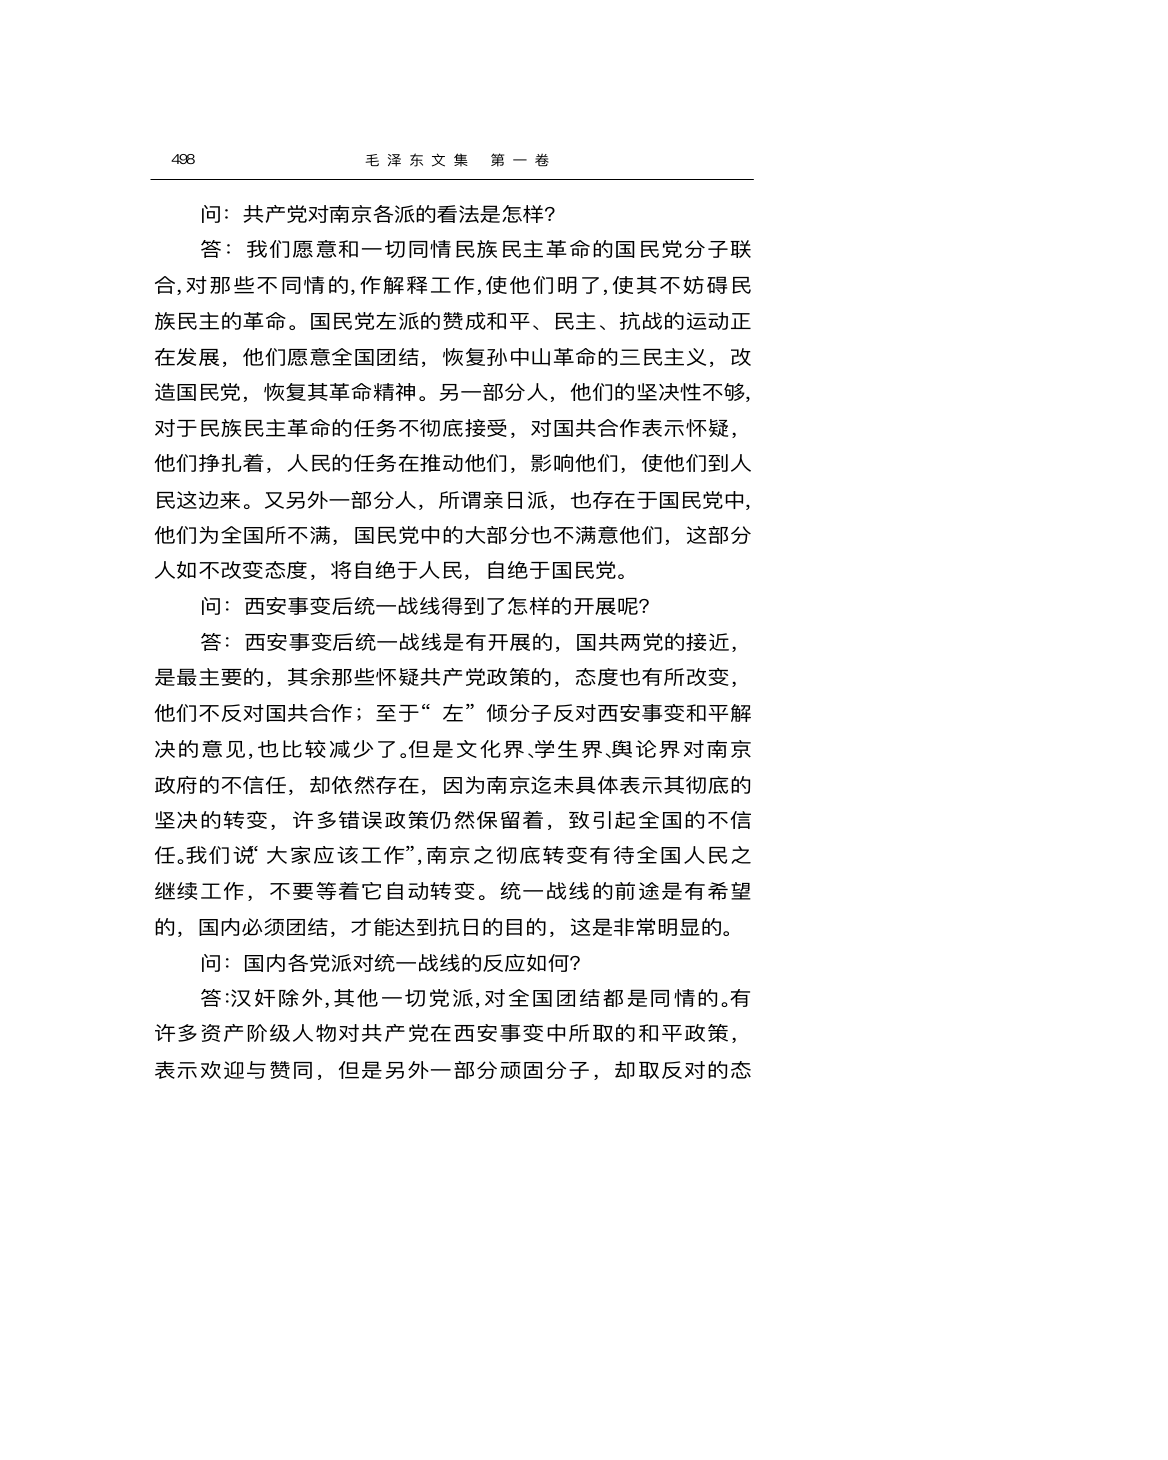 498 毛泽东文集 第一卷
问：共产党对南京各派的看法是怎样？
答：我们愿意和一切同情民族民主革命的国民党分子联
合，对那些不同情的，作解释工作，使他们明了，使其不妨碍民
族民主的革命。国民党左派的赞成和平、民主、抗战的运动正
在发展，他们愿意全国团结，恢复孙中山革命的三民主义，改
造国民党，恢复其革命精神。另一部分人，他们的坚决性不够，
对于民族民主革命的任务不彻底接受，对国共合作表示怀疑，
他们挣扎着，人民的任务在推动他们，影响他们，使他们到人
民这边来。又另外一部分人，所谓亲日派，也存在于国民党中，
他们为全国所不满，国民党中的大部分也不满意他们，这部分
人如不改变态度，将自绝于人民，自绝于国民党。
问：西安事变后统一战线得到了怎样的开展呢？
答：西安事变后统一战线是有开展的，国共两党的接近，
是最主要的，其余那些怀疑共产党政策的，态度也有所改变，
他们不反对国共合作；至于“左”倾分子反对西安事变和平解
决的意见，也比较减少了。但是文化界、学生界、舆论界对南京
政府的不信任，却依然存在，因为南京迄未具体表示其彻底的
坚决的转变，许多错误政策仍然保留着，致引起全国的不信
任。我们说“大家应该工作”，南京之彻底转变有待全国人民之
继续工作，不要等着它自动转变。统一战线的前途是有希望
的，国内必须团结，才能达到抗日的目的，这是非常明显的。
问：国内各党派对统一战线的反应如何？
答：汉奸除外，其他一切党派，对全国团结都是同情的。有
许多资产阶级人物对共产党在西安事变中所取的和平政策，
表示欢迎与赞同，但是另外一部分顽固分子，却取反对的态